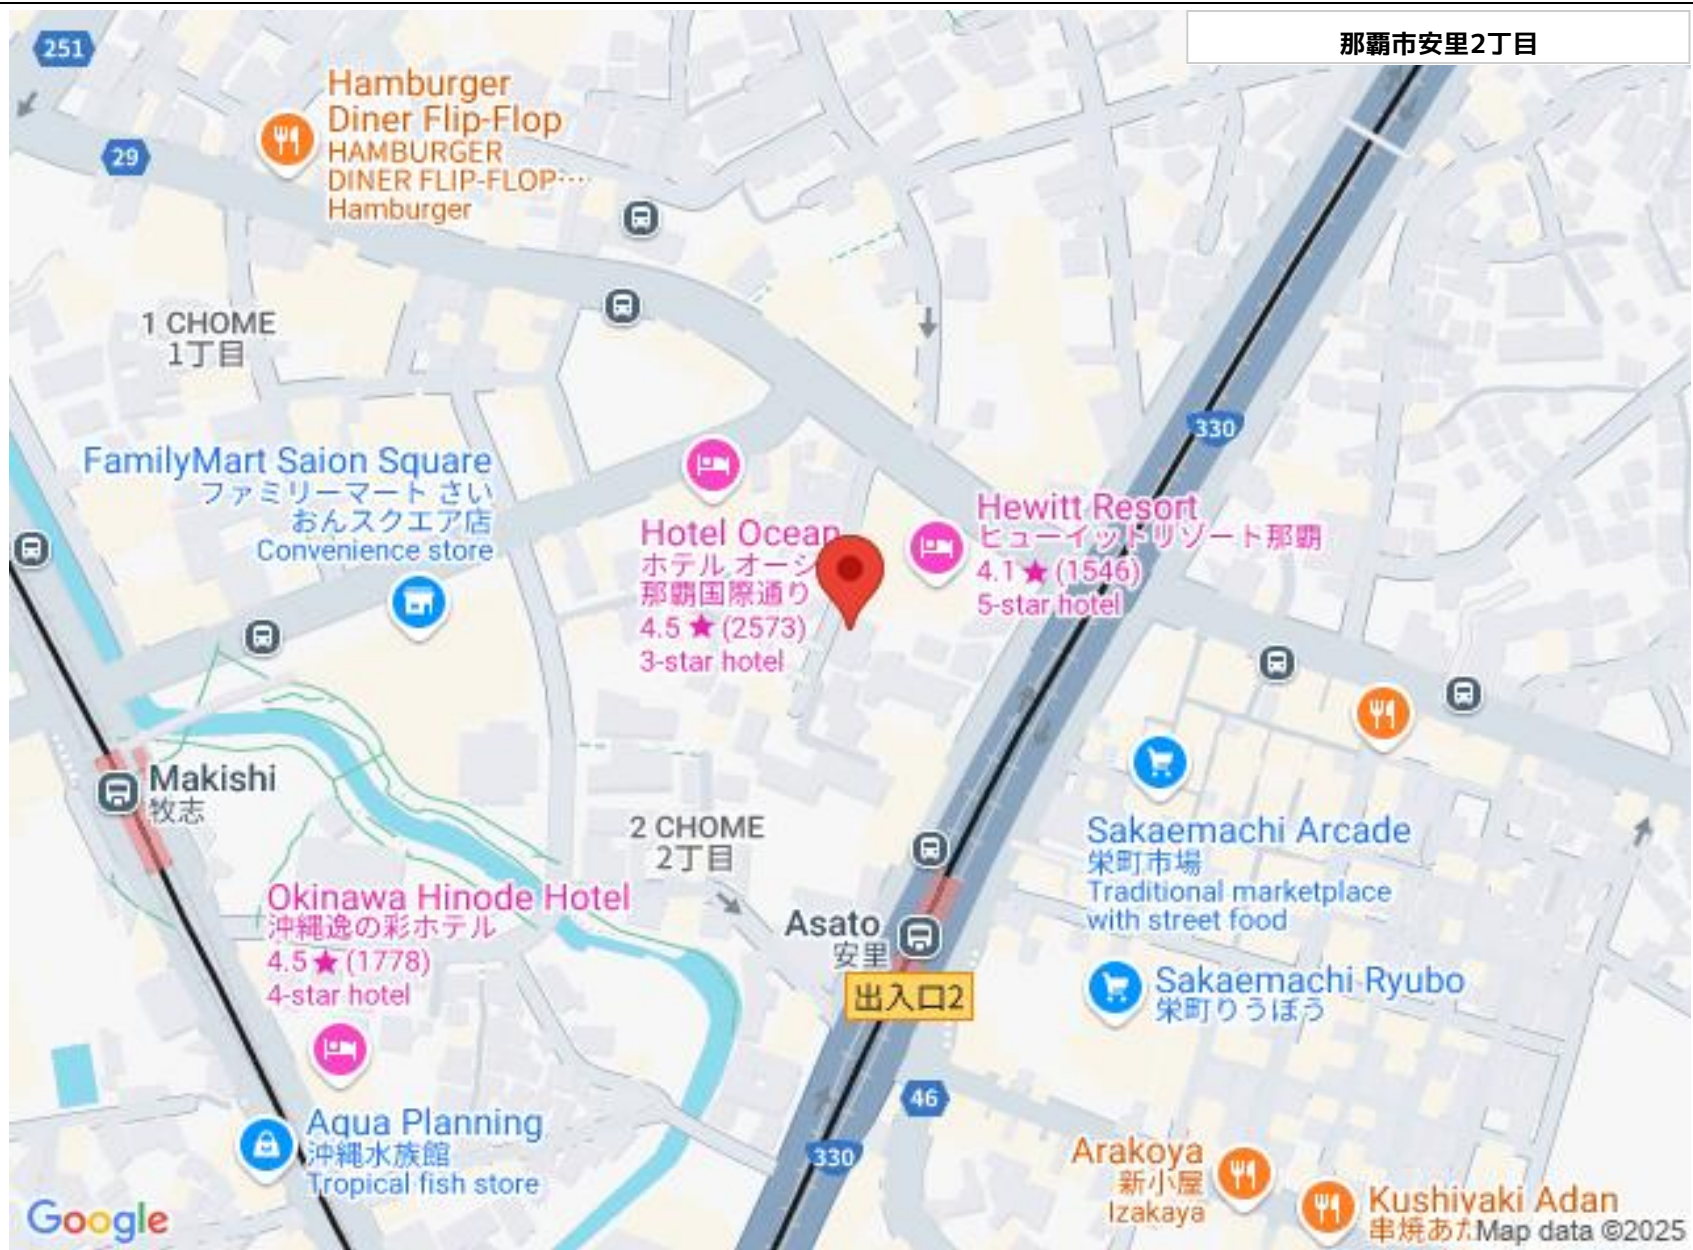 那覇市安里2丁目
251
Hamburger
Diner Flip-Flop
HAMBURGER
DINER FLIP-FLOP…
Hamburger
29
1 CHOME
1丁目
330
FamilyMart Saion Square
ファミリーマート さい
おんスクエア店
Convenience store
Hotel Ocean
ホテル オーシ
那覇国際通り
4.5★(2573)
3-star hotel
Hewitt Resort
ヒューイットリゾート那覇
4.1★(1546)
5-star hotel
Makishi
牧志
2 CHOME
2丁目
Sakaemachi Arcade
栄町市場
Traditional marketplace
with street food
Okinawa Hinode Hotel
沖縄逸の彩ホテル
4.5★(1778)
4-star hotel
Asato
安里
出入口2
Sakaemachi Ryubo
栄町りうぼう
46
Aqua Planning
沖縄水族館
Tropical fish store
330
Arakoya
新小屋
Izakaya
Kushiyaki Adan
串焼あだ
Google
Map data ©2025